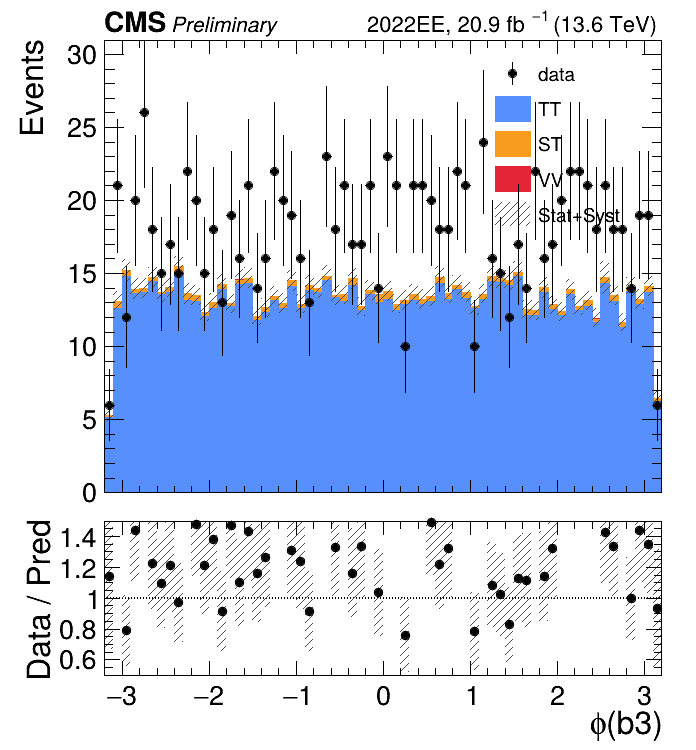 CMS Preliminary 2022EE, 20.9 fb⁻¹ (13.6 TeV)
Events
30
25
20
15
10
5
0
data
TT
ST
VV
Stat+Syst
Data / Pred
1.4
1.2
1
0.8
0.6
−3 −2 −1 0 1 2 3
ϕ(b3)